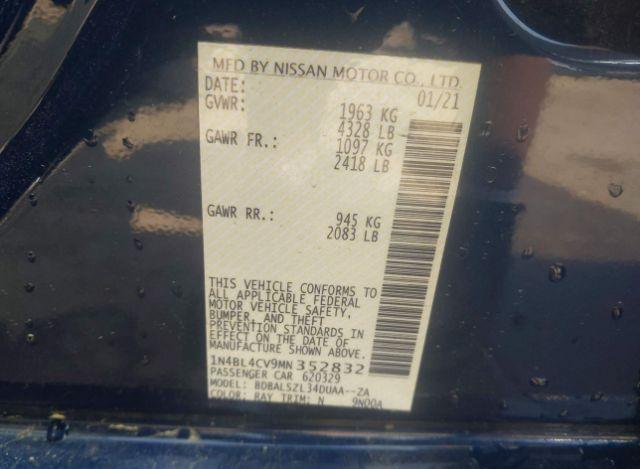 MFD BY NISSAN MOTOR CO., LTD.
DATE: 01/21
GVWR: 1963 KG
4328 LB
GAWR FR.: 1097 KG
2418 LB
GAWR RR.: 945 KG
2083 LB
THIS VEHICLE CONFORMS TO
ALL APPLICABLE FEDERAL
MOTOR VEHICLE SAFETY,
BUMPER, AND THEFT
PREVENTION STANDARDS
IN EFFECT ON THE DATE OF
MANUFACTURE SHOWN ABOVE.
1N4BL4CV9MN352832
PASSENGER CAR 620329
MODEL: BDBALSZL34DUAA--ZA
COLOR: RAY TRIM: N 9N00A